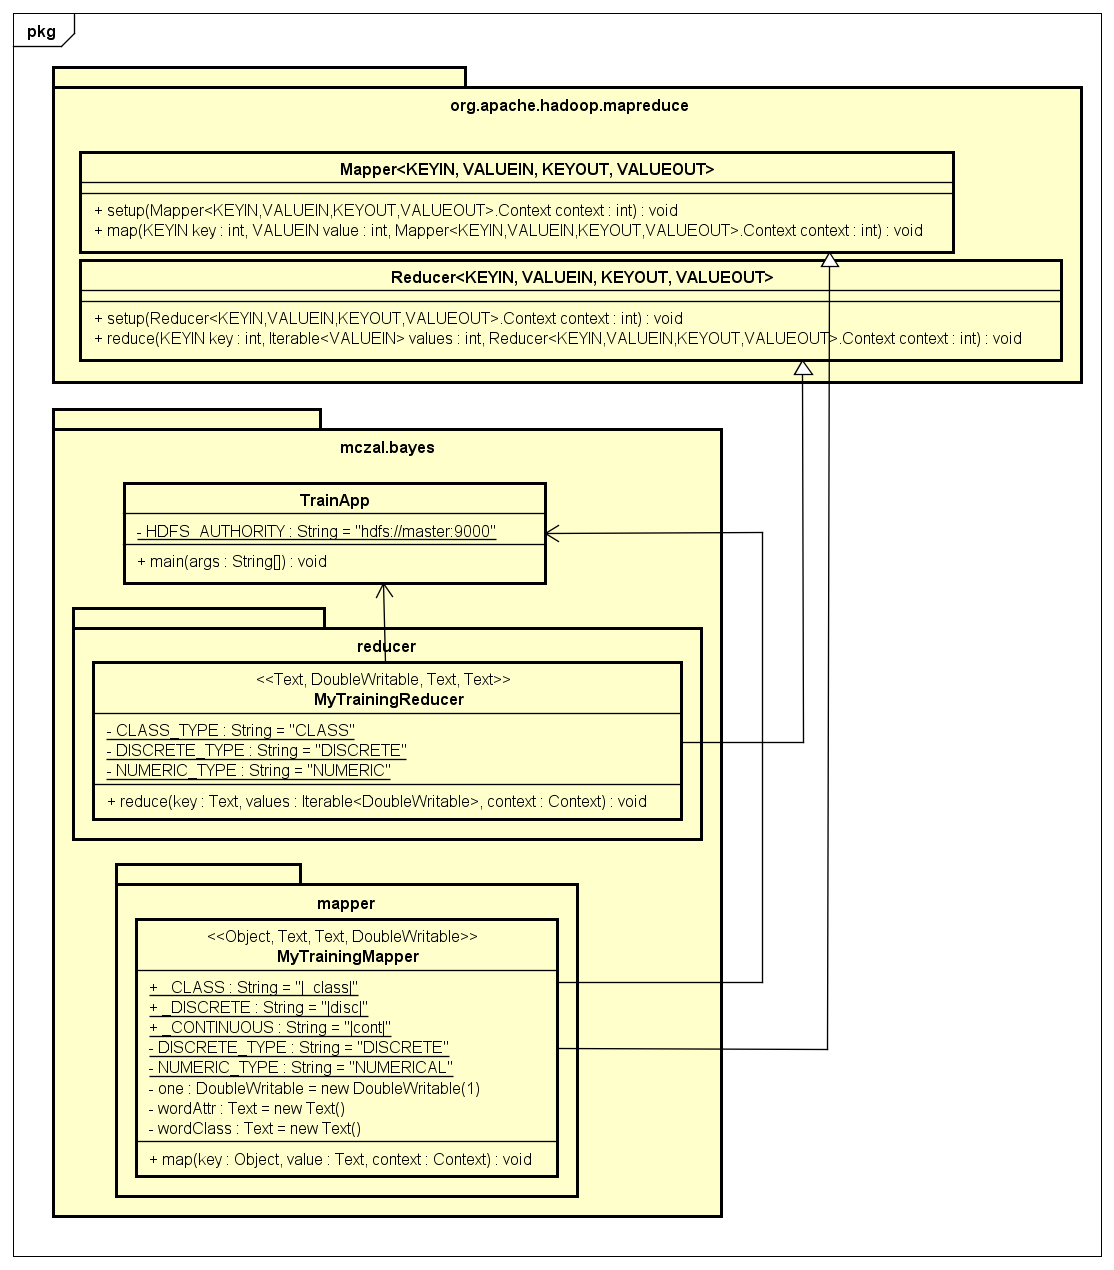 pkg
org.apache.hadoop.mapreduce
Mapper<KEYIN, VALUEIN, KEYOUT, VALUEOUT>
+ setup(Mapper<KEYIN,VALUEIN,KEYOUT,VALUEOUT>.Context context : int) : void
+ map(KEYIN key : int, VALUEIN value : int, Mapper<KEYIN,VALUEIN,KEYOUT,VALUEOUT>.Context context : int) : void
Reducer<KEYIN, VALUEIN, KEYOUT, VALUEOUT>
+ setup(Reducer<KEYIN,VALUEIN,KEYOUT,VALUEOUT>.Context context : int) : void
+ reduce(KEYIN key : int, Iterable<VALUEIN> values : int, Reducer<KEYIN,VALUEIN,KEYOUT,VALUEOUT>.Context context : int) : void
mczal.bayes
TrainApp
- HDFS_AUTHORITY : String = "hdfs://master:9000"
+ main(args : String[]) : void
reducer
<<Text, DoubleWritable, Text, Text>>
MyTrainingReducer
- CLASS_TYPE : String = "CLASS"
- DISCRETE_TYPE : String = "DISCRETE"
- NUMERIC_TYPE : String = "NUMERIC"
+ reduce(key : Text, values : Iterable<DoubleWritable>, context : Context) : void
mapper
<<Object, Text, Text, DoubleWritable>>
MyTrainingMapper
+ _CLASS : String = "|_class|"
+ _DISCRETE : String = "|disc|"
+ _CONTINUOUS : String = "|cont|"
- DISCRETE_TYPE : String = "DISCRETE"
- NUMERIC_TYPE : String = "NUMERICAL"
- one : DoubleWritable = new DoubleWritable(1)
- wordAttr : Text = new Text()
- wordClass : Text = new Text()
+ map(key : Object, value : Text, context : Context) : void